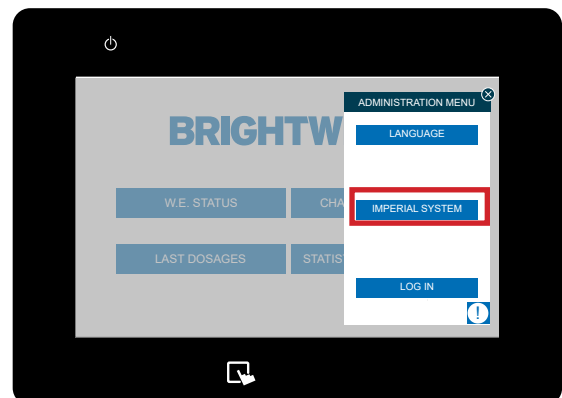 BRIGHTW
ADMINISTRATION MENU
LANGUAGE
W.E. STATUS
CHA
IMPERIAL SYSTEM
LAST DOSAGES
STATIS
LOG IN
!